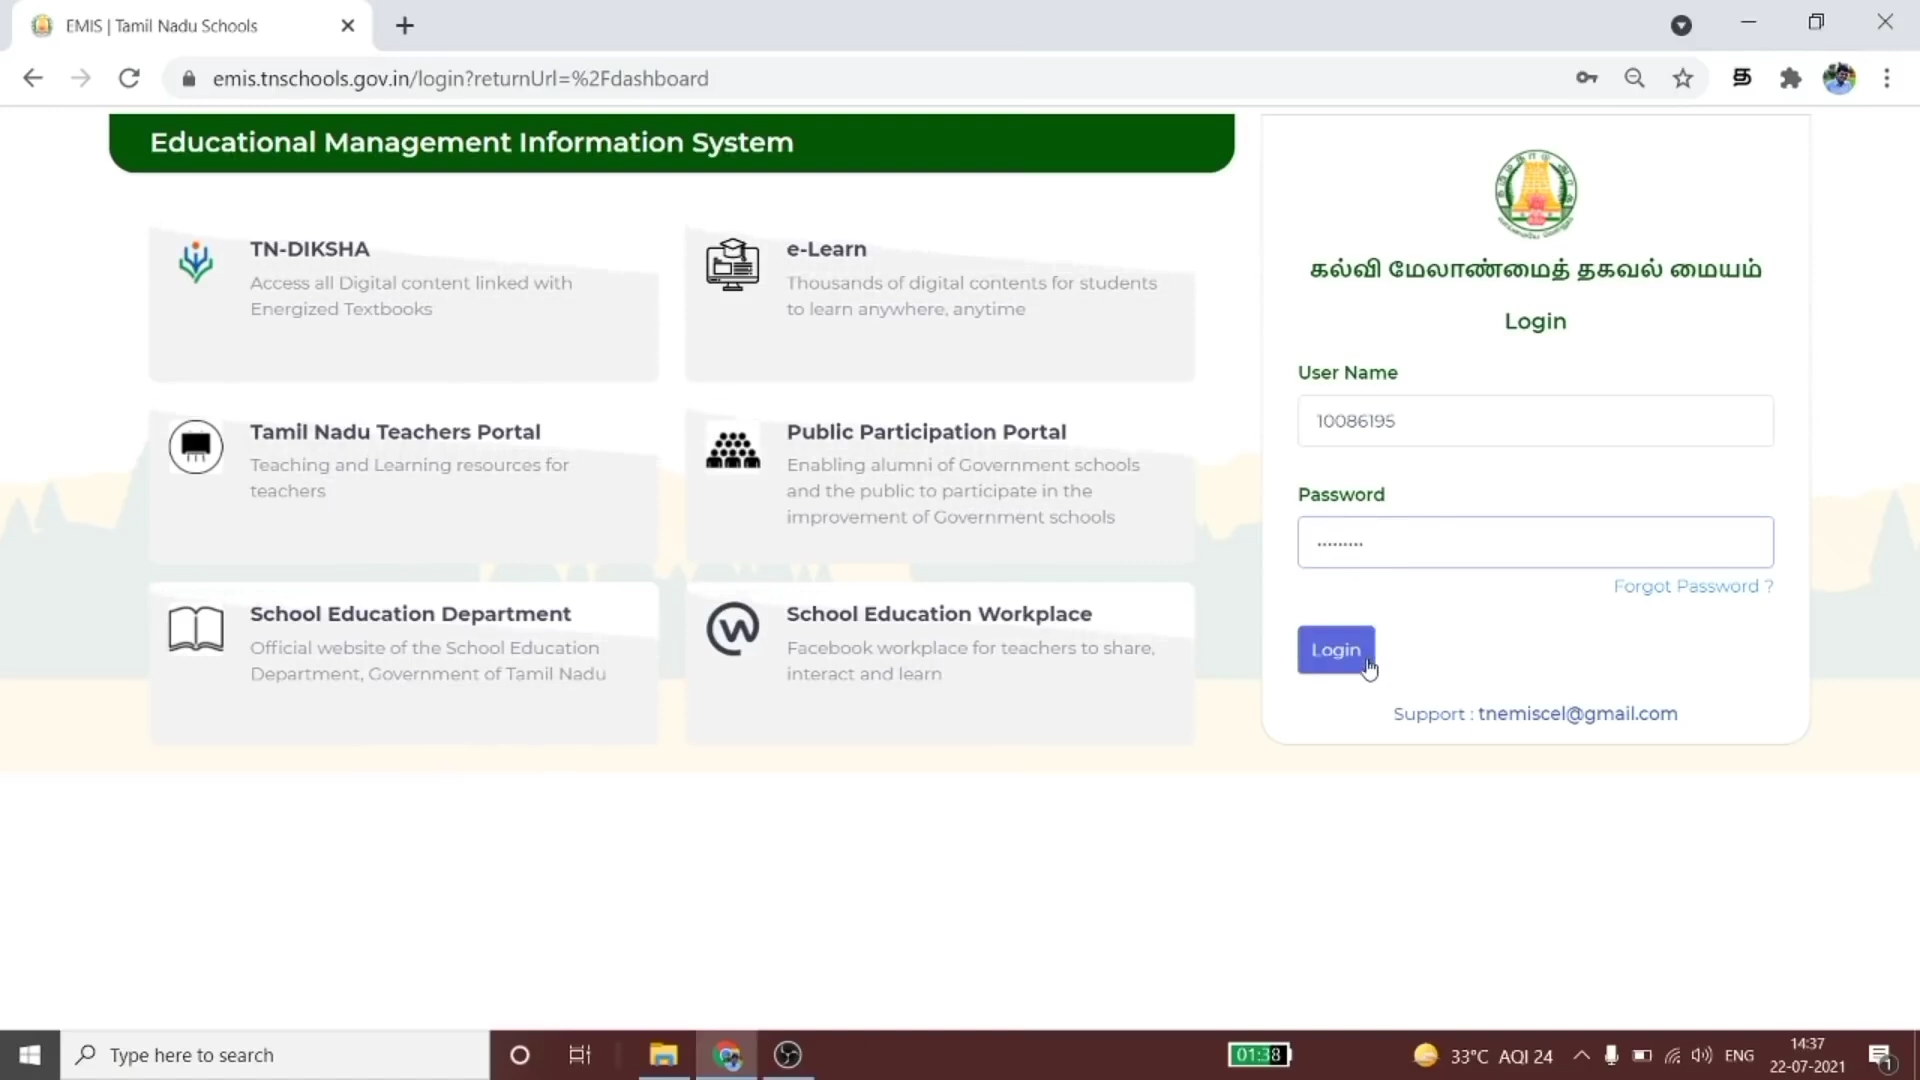 EMIS | Tamil Nadu Schools
emis.tnschools.gov.in/login?returnUrl=%2Fdashboard
த
Educational Management Information System
TN-DIKSHA
Access all Digital content linked with
Energized Textbooks
e-Learn
Thousands of digital contents for students
to learn anywhere, anytime
Tamil Nadu Teachers Portal
Teaching and Learning resources for
teachers
Public Participation Portal
Enabling alumni of Government schools
and the public to participate in the
improvement of Government schools
School Education Department
Official website of the School Education
Department, Government of Tamil Nadu
School Education Workplace
Facebook workplace for teachers to share,
interact and learn
கல்வி மேலாண்மைத் தகவல் மையம்
Login
User Name
10086195
Password
Forgot Password ?
Login
Support : tnemiscel@gmail.com
Type here to search
01:38
33°C AQI 24
ENG
14:37
22-07-2021
1